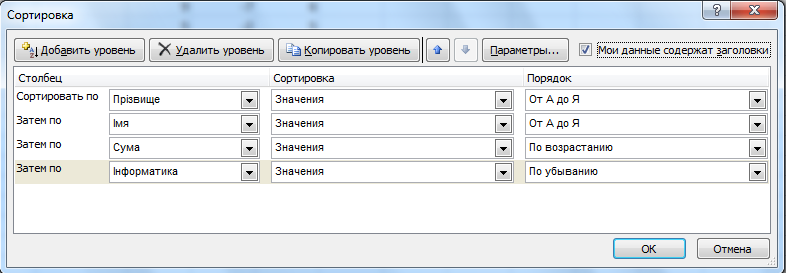 Сортировка
Добавить уровень Удалить уровень Копировать уровень Параметры... Мои данные содержат заголовки
Столбец Сортировка Порядок
Сортировать по Прізвище Значения От А до Я
Затем по Імя Значения От А до Я
Затем по Сума Значения По возрастанию
Затем по Інформатика Значения По убыванию
ОК Отмена